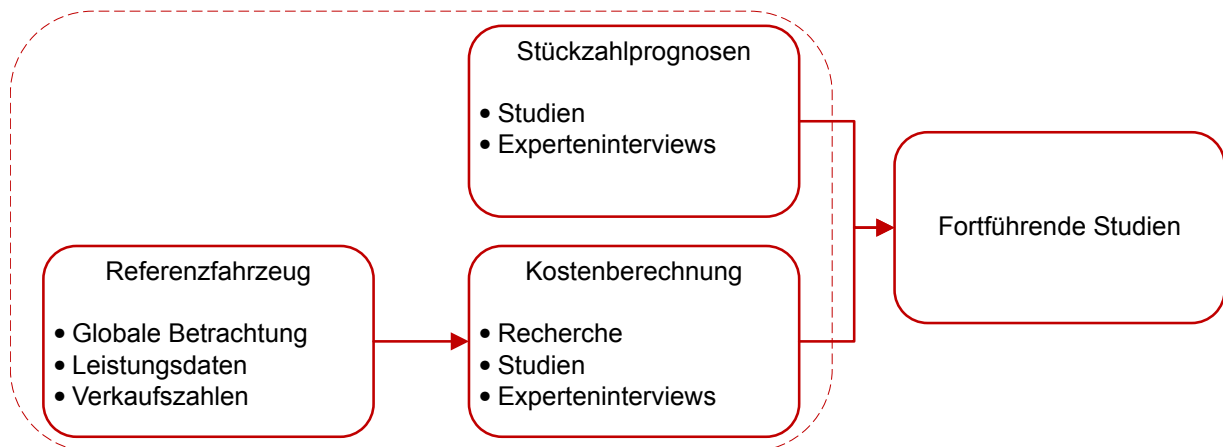 Stückzahlprognosen
• Studien
• Experteninterviews
Fortführende Studien
Referenzfahrzeug
• Globale Betrachtung
• Leistungsdaten
• Verkaufszahlen
Kostenberechnung
• Recherche
• Studien
• Experteninterviews